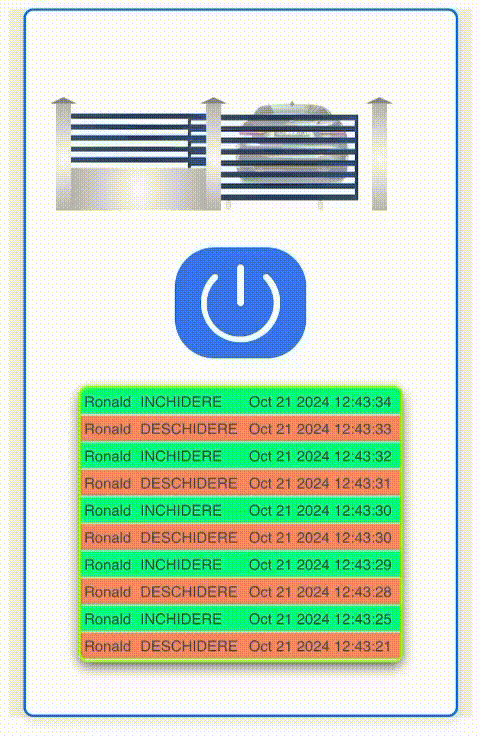 Ronald INCHIDERE Oct 21 2024 12:43:34
Ronald DESCHIDERE Oct 21 2024 12:43:33
Ronald INCHIDERE Oct 21 2024 12:43:32
Ronald DESCHIDERE Oct 21 2024 12:43:31
Ronald INCHIDERE Oct 21 2024 12:43:30
Ronald DESCHIDERE Oct 21 2024 12:43:30
Ronald INCHIDERE Oct 21 2024 12:43:29
Ronald DESCHIDERE Oct 21 2024 12:43:28
Ronald INCHIDERE Oct 21 2024 12:43:25
Ronald DESCHIDERE Oct 21 2024 12:43:21